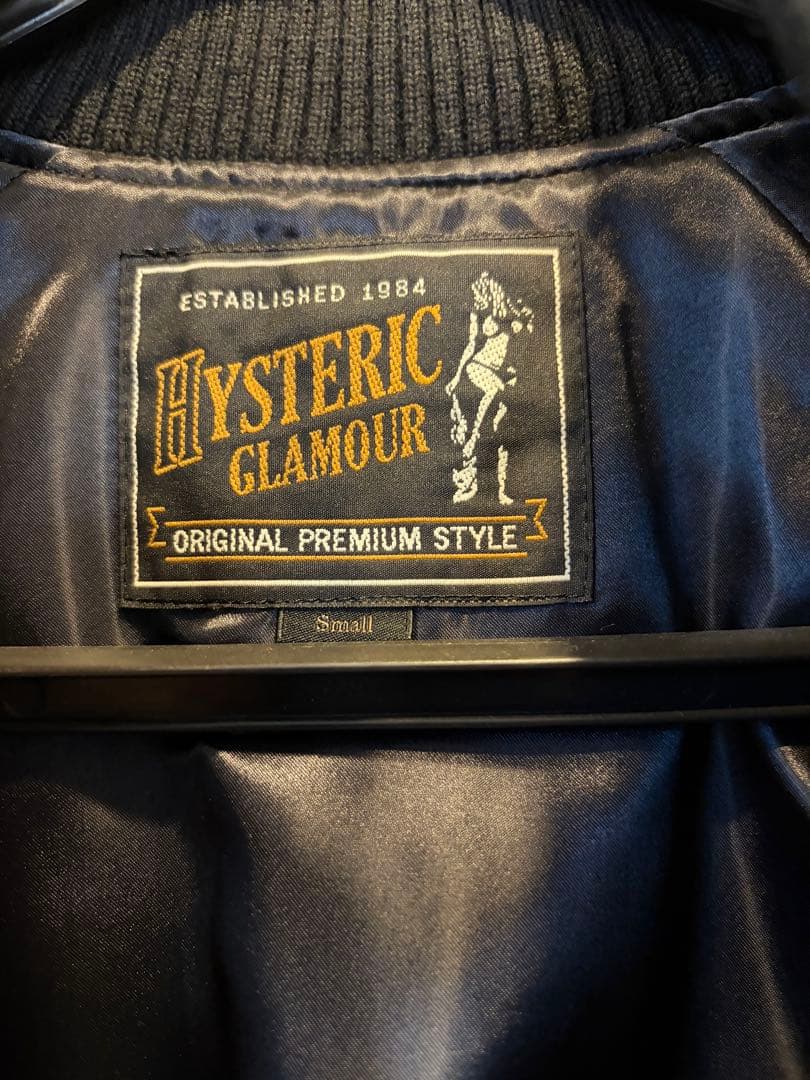 ESTABLISHED 1984
HYSTERIC
GLAMOUR
ORIGINAL PREMIUM STYLE
Small